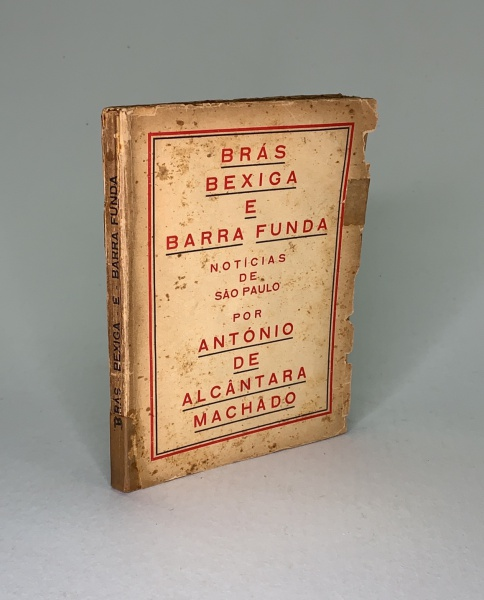 BRÁS
BEXIGA
E
BARRA FUNDA
NOTÍCIAS
DE
SÃO PAULO
POR
ANTÓNIO
DE
ALCÂNTARA
MACHADO
BRÁS BEXIGA E BARRA FUNDA